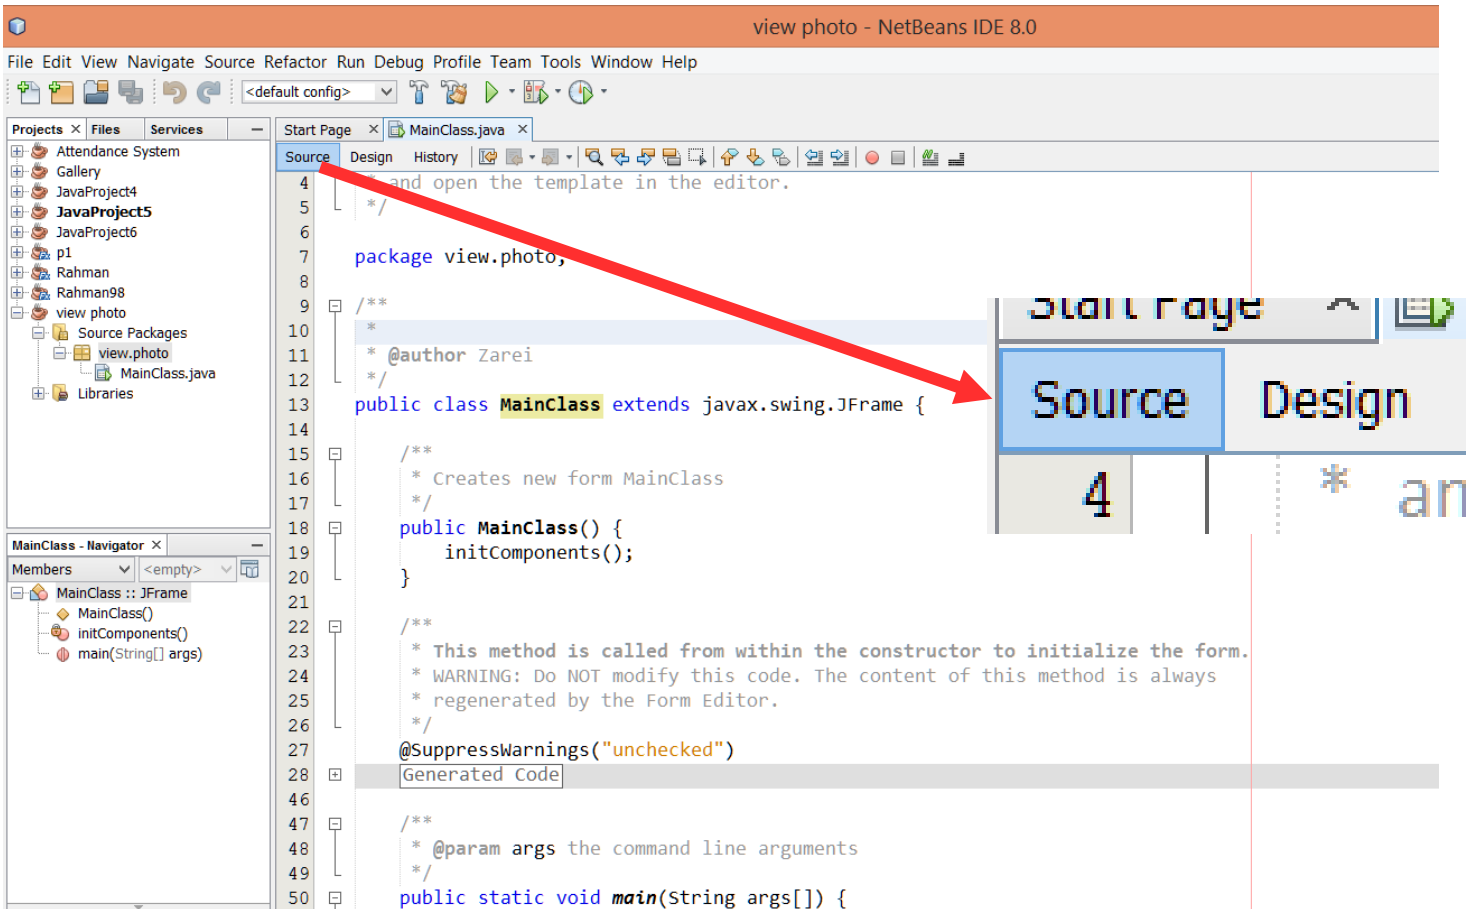 view photo - NetBeans IDE 8.0
File Edit View Navigate Source Refactor Run Debug Profile Team Tools Window Help
<default config>
Projects Files Services
Start Page MainClass.java
Source Design History
Attendance System
Gallery
JavaProject4
JavaProject5
JavaProject6
p1
Rahman
Rahman98
view photo
Source Packages
view.photo
MainClass.java
Libraries
MainClass - Navigator
Members <empty>
MainClass :: JFrame
MainClass()
initComponents()
main(String[] args)
4 * and open the template in the editor.
5 */
6
7 package view.photo;
8
9 /**
10 *
11 * @author Zarei
12 */
13 public class MainClass extends javax.swing.JFrame {
14
15 /**
16 * Creates new form MainClass
17 */
18 public MainClass() {
19 initComponents();
20 }
21
22 /**
23 * This method is called from within the constructor to initialize the form.
24 * WARNING: Do NOT modify this code. The content of this method is always
25 * regenerated by the Form Editor.
26 */
27 @SuppressWarnings("unchecked")
28 Generated Code
46
47 /**
48 * @param args the command line arguments
49 */
50 public static void main(String args[]) {
Start Page
Source Design
4 * an